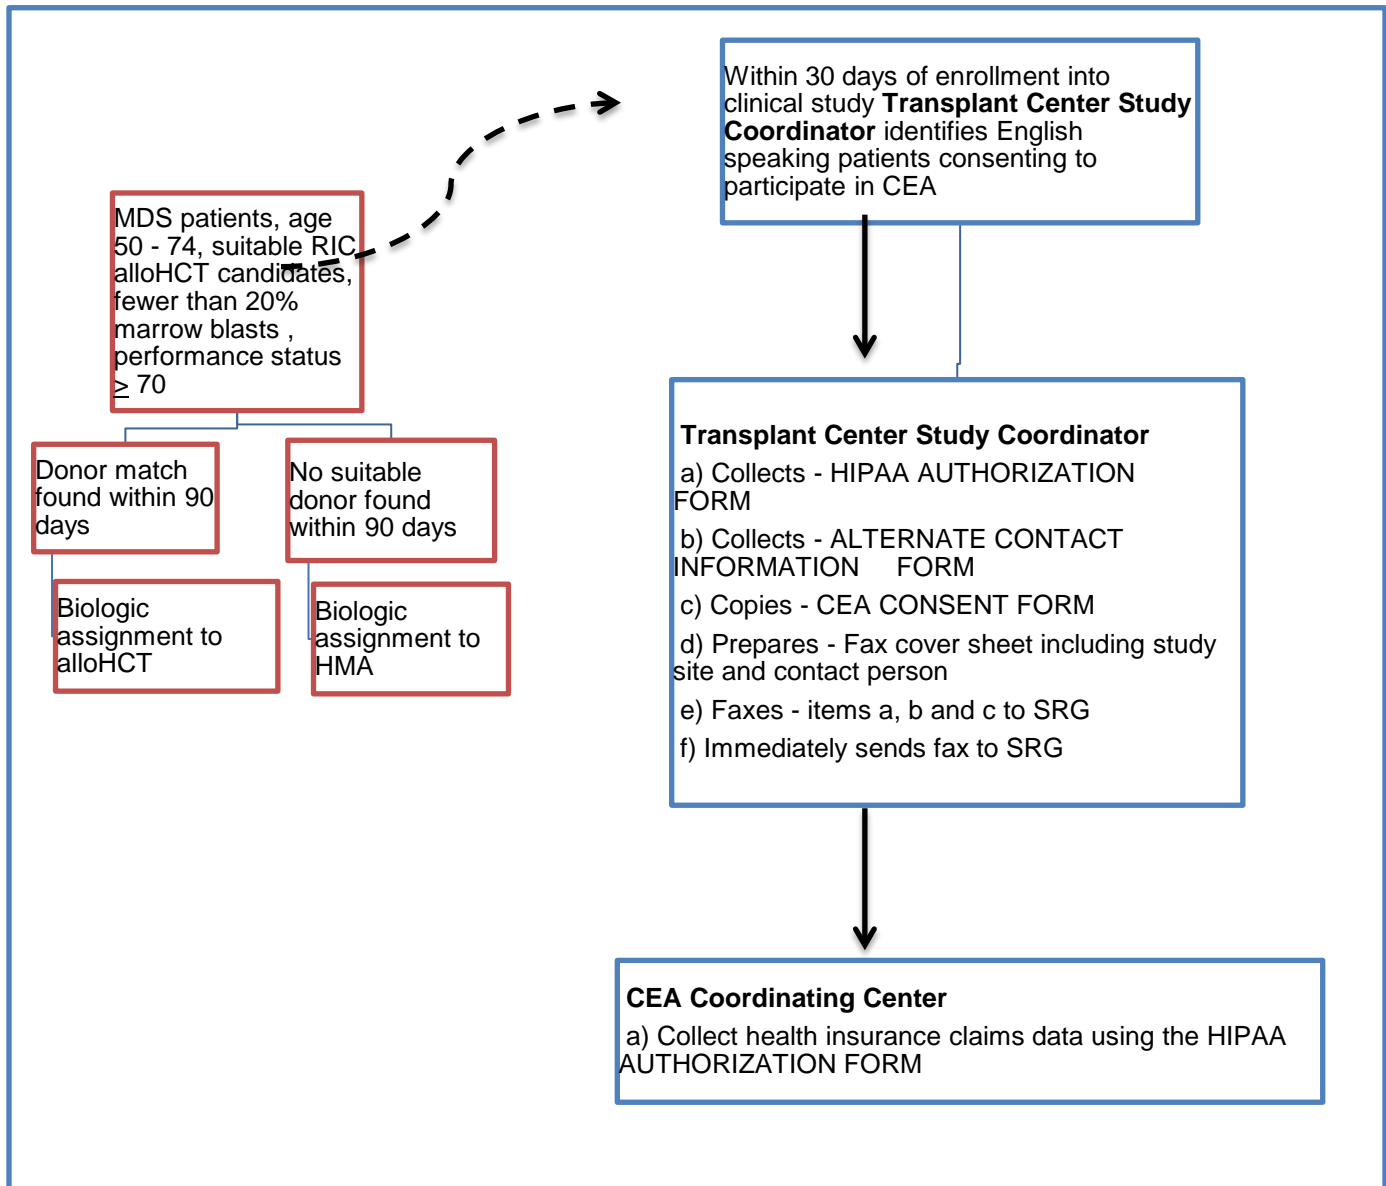 Within 30 days of enrollment into
clinical study Transplant Center Study
Coordinator identifies English
speaking patients consenting to
participate in CEA
MDS patients, age
50 - 74, suitable RIC
alloHCT candidates,
fewer than 20%
marrow blasts ,
performance status
≥ 70
Donor match
found within 90
days
No suitable
donor found
within 90 days
Biologic
assignment to
alloHCT
Biologic
assignment to
HMA
Transplant Center Study Coordinator
a) Collects - HIPAA AUTHORIZATION
FORM
b) Collects - ALTERNATE CONTACT
INFORMATION FORM
c) Copies - CEA CONSENT FORM
d) Prepares - Fax cover sheet including study
site and contact person
e) Faxes - items a, b and c to SRG
f) Immediately sends fax to SRG
CEA Coordinating Center
a) Collect health insurance claims data using the HIPAA
AUTHORIZATION FORM